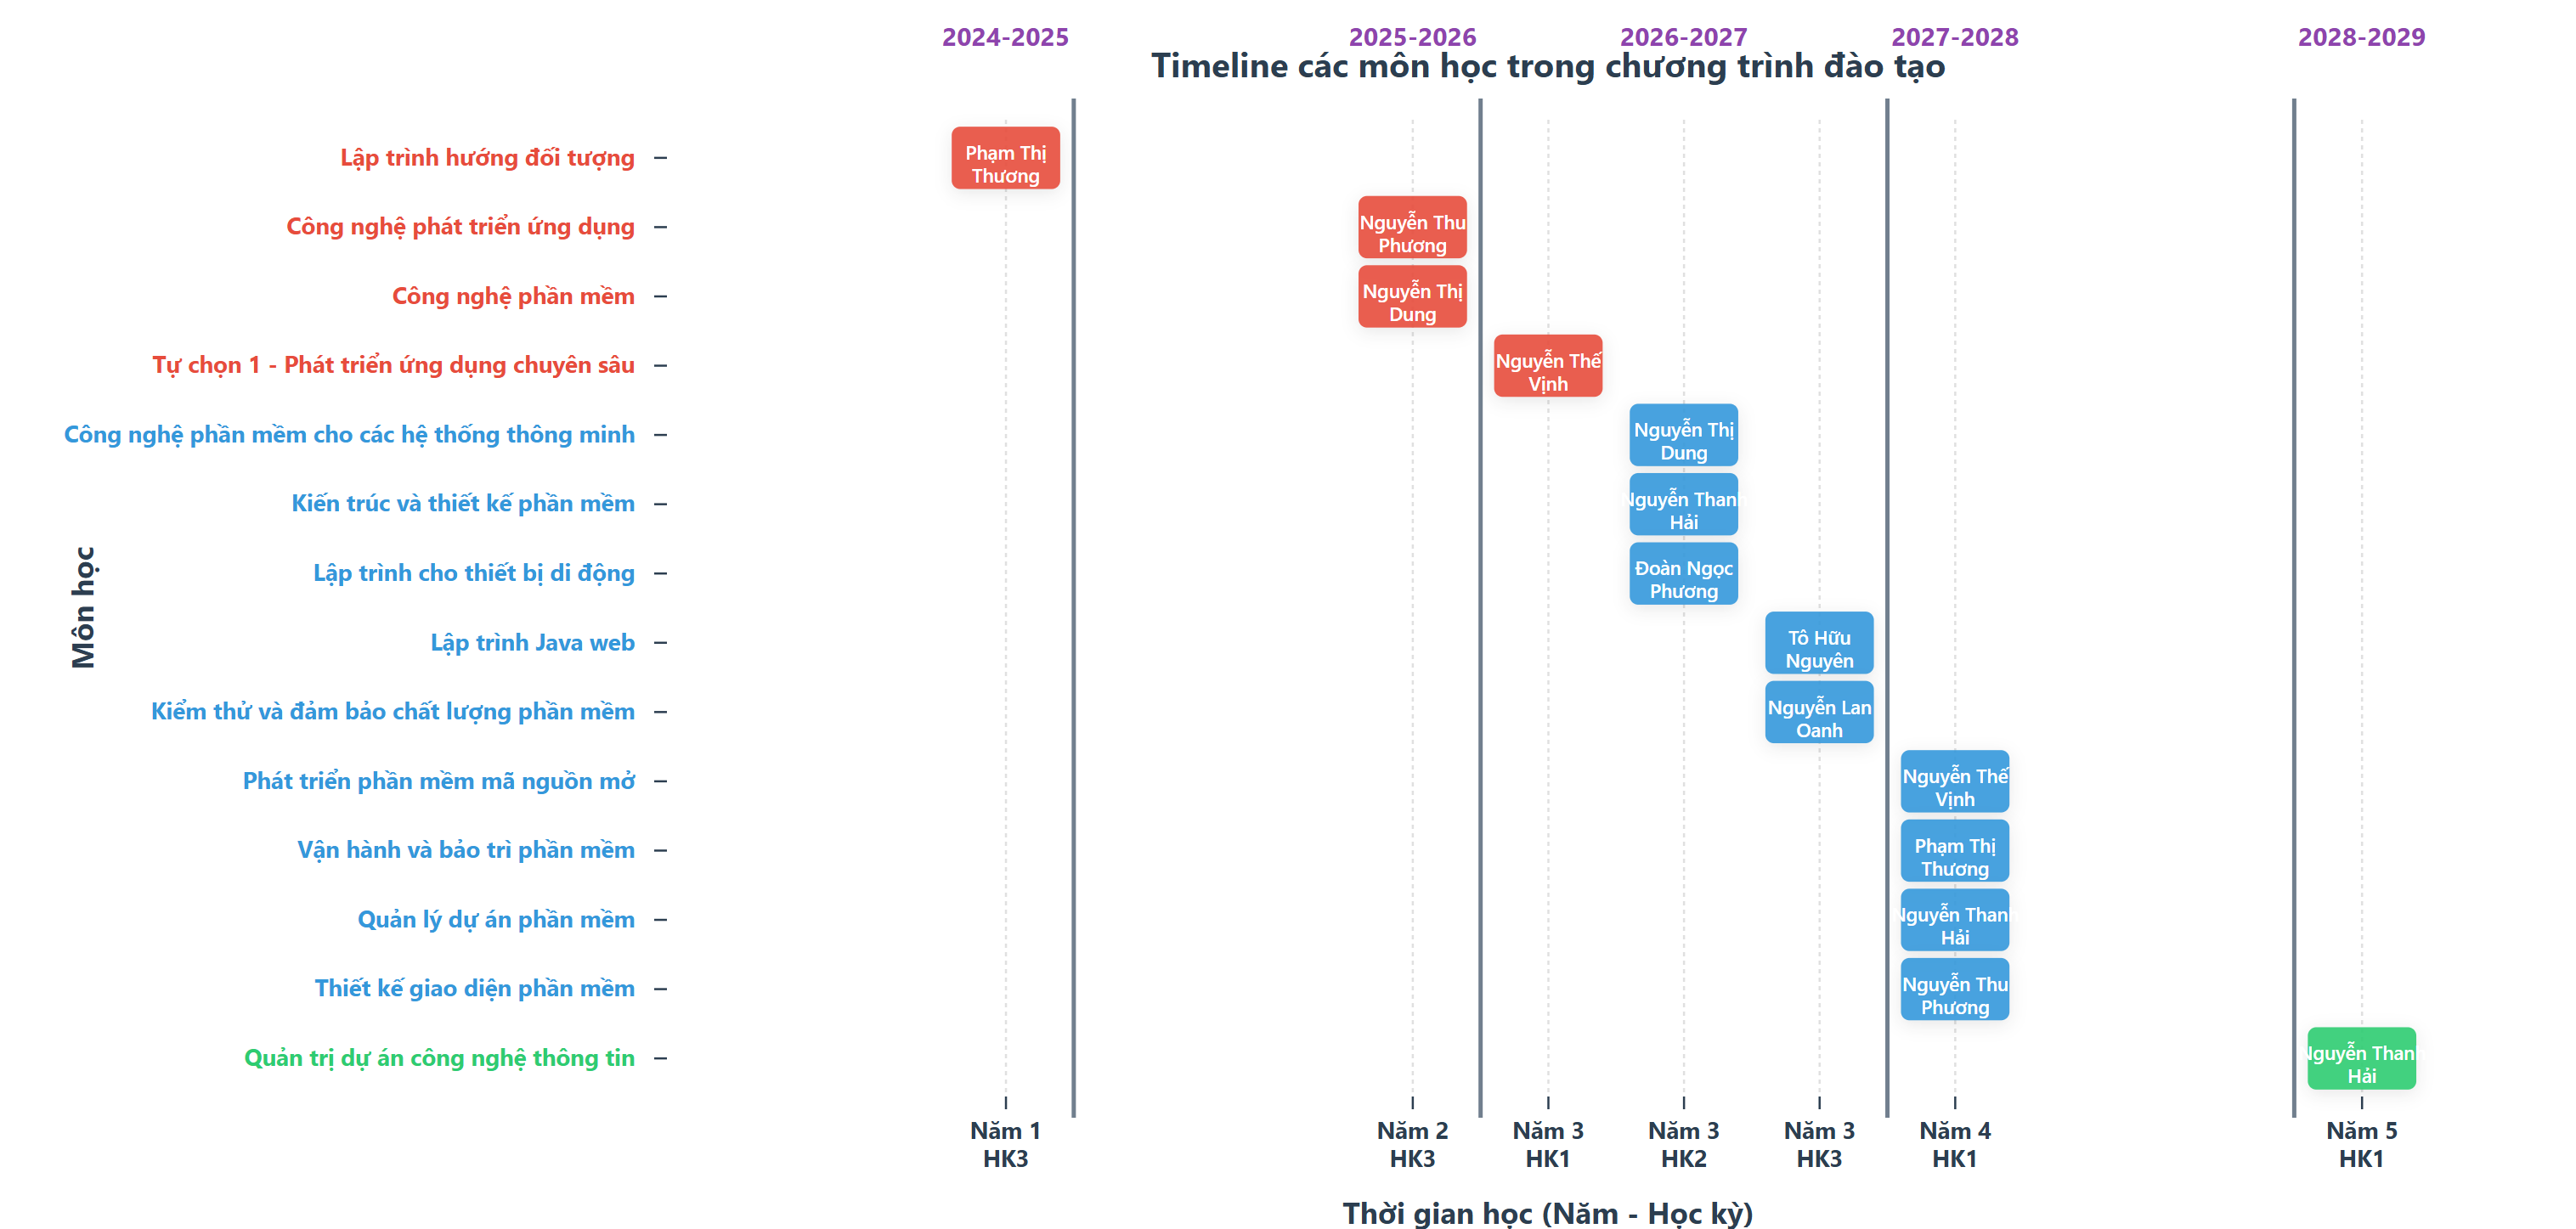 2024-2025
2025-2026
2026-2027
2027-2028
2028-2029
Timeline các môn học trong chương trình đào tạo
Môn học
Lập trình hướng đối tượng
Phạm Thị
Thương
Công nghệ phát triển ứng dụng
Nguyễn Thu
Phương
Công nghệ phần mềm
Nguyễn Thị
Dung
Tự chọn 1 - Phát triển ứng dụng chuyên sâu
Nguyễn Thế
Vịnh
Công nghệ phần mềm cho các hệ thống thông minh
Nguyễn Thị
Dung
Kiến trúc và thiết kế phần mềm
Nguyễn Thanh
Hải
Lập trình cho thiết bị di động
Đoàn Ngọc
Phương
Lập trình Java web
Tô Hữu
Nguyên
Kiểm thử và đảm bảo chất lượng phần mềm
Nguyễn Lan
Oanh
Phát triển phần mềm mã nguồn mở
Nguyễn Thế
Vịnh
Vận hành và bảo trì phần mềm
Phạm Thị
Thương
Quản lý dự án phần mềm
Nguyễn Thanh
Hải
Thiết kế giao diện phần mềm
Nguyễn Thu
Phương
Quản trị dự án công nghệ thông tin
Nguyễn Thanh
Hải
Năm 1
HK3
Năm 2
HK3
Năm 3
HK1
Năm 3
HK2
Năm 3
HK3
Năm 4
HK1
Năm 5
HK1
Thời gian học (Năm - Học kỳ)